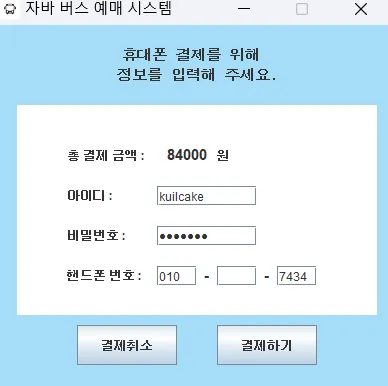 자바 버스 예매 시스템
휴대폰 결제를 위해
정보를 입력해 주세요.
총 결제 금액 : 84000 원
아이디 : kuilcake
비밀번호 : •••••••
핸드폰 번호 : 010 - - 7434
결제취소 결제하기